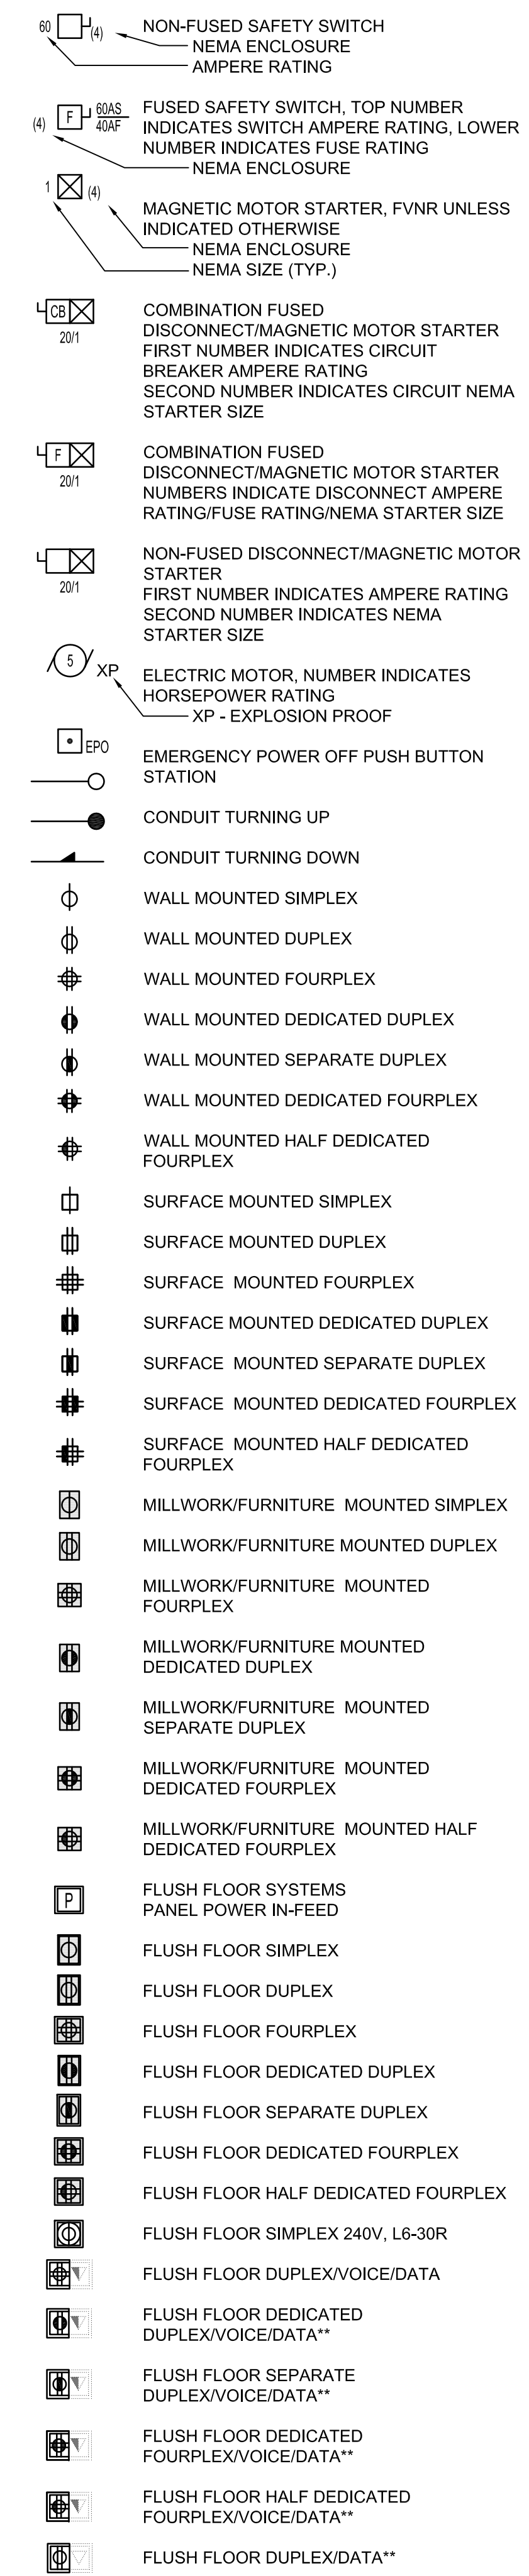 60 (4) NON-FUSED SAFETY SWITCH
NEMA ENCLOSURE
AMPERE RATING
(4) F 60AS
40AF
FUSED SAFETY SWITCH, TOP NUMBER
INDICATES SWITCH AMPERE RATING, LOWER
NUMBER INDICATES FUSE RATING
NEMA ENCLOSURE
1 (4)
MAGNETIC MOTOR STARTER, FVNR UNLESS
INDICATED OTHERWISE
NEMA ENCLOSURE
NEMA SIZE (TYP.)
CB
20/1
COMBINATION FUSED
DISCONNECT/MAGNETIC MOTOR STARTER
FIRST NUMBER INDICATES CIRCUIT
BREAKER AMPERE RATING
SECOND NUMBER INDICATES CIRCUIT NEMA
STARTER SIZE
F
20/1
COMBINATION FUSED
DISCONNECT/MAGNETIC MOTOR STARTER
NUMBERS INDICATE DISCONNECT AMPERE
RATING/FUSE RATING/NEMA STARTER SIZE
20/1
NON-FUSED DISCONNECT/MAGNETIC MOTOR
STARTER
FIRST NUMBER INDICATES AMPERE RATING
SECOND NUMBER INDICATES NEMA
STARTER SIZE
5 XP
ELECTRIC MOTOR, NUMBER INDICATES
HORSEPOWER RATING
XP - EXPLOSION PROOF
EPO
EMERGENCY POWER OFF PUSH BUTTON
STATION
CONDUIT TURNING UP
CONDUIT TURNING DOWN
WALL MOUNTED SIMPLEX
WALL MOUNTED DUPLEX
WALL MOUNTED FOURPLEX
WALL MOUNTED DEDICATED DUPLEX
WALL MOUNTED SEPARATE DUPLEX
WALL MOUNTED DEDICATED FOURPLEX
WALL MOUNTED HALF DEDICATED
FOURPLEX
SURFACE MOUNTED SIMPLEX
SURFACE MOUNTED DUPLEX
SURFACE MOUNTED FOURPLEX
SURFACE MOUNTED DEDICATED DUPLEX
SURFACE MOUNTED SEPARATE DUPLEX
SURFACE MOUNTED DEDICATED FOURPLEX
SURFACE MOUNTED HALF DEDICATED
FOURPLEX
MILLWORK/FURNITURE MOUNTED SIMPLEX
MILLWORK/FURNITURE MOUNTED DUPLEX
MILLWORK/FURNITURE MOUNTED
FOURPLEX
MILLWORK/FURNITURE MOUNTED
DEDICATED DUPLEX
MILLWORK/FURNITURE MOUNTED
SEPARATE DUPLEX
MILLWORK/FURNITURE MOUNTED
DEDICATED FOURPLEX
MILLWORK/FURNITURE MOUNTED HALF
DEDICATED FOURPLEX
P
FLUSH FLOOR SYSTEMS
PANEL POWER IN-FEED
FLUSH FLOOR SIMPLEX
FLUSH FLOOR DUPLEX
FLUSH FLOOR FOURPLEX
FLUSH FLOOR DEDICATED DUPLEX
FLUSH FLOOR SEPARATE DUPLEX
FLUSH FLOOR DEDICATED FOURPLEX
FLUSH FLOOR HALF DEDICATED FOURPLEX
FLUSH FLOOR SIMPLEX 240V, L6-30R
FLUSH FLOOR DUPLEX/VOICE/DATA
FLUSH FLOOR DEDICATED
DUPLEX/VOICE/DATA**
FLUSH FLOOR SEPARATE
DUPLEX/VOICE/DATA**
FLUSH FLOOR DEDICATED
FOURPLEX/VOICE/DATA**
FLUSH FLOOR HALF DEDICATED
FOURPLEX/VOICE/DATA**
FLUSH FLOOR DUPLEX/DATA**